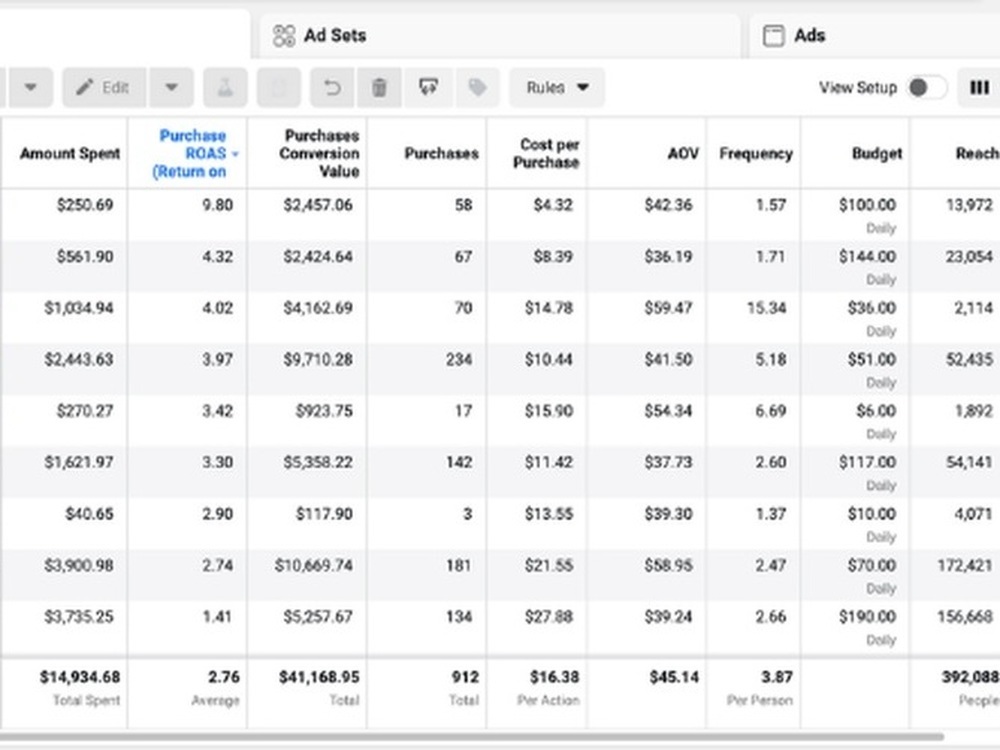 Ad Sets
Ads
Edit
Rules
View Setup
Amount Spent Purchase ROAS (Return on Purchases Conversion Value Purchases Cost per Purchase AOV Frequency Budget Reach
$250.69 9.80 $2,457.06 58 $4.32 $42.36 1.57 $100.00 13,972
Daily
$561.90 4.32 $2,424.64 67 $8.39 $36.19 1.71 $144.00 23,054
Daily
$1,034.94 4.02 $4,162.69 70 $14.78 $59.47 15.34 $36.00 2,114
Daily
$2,443.63 3.97 $9,710.28 234 $10.44 $41.50 5.18 $51.00 52,435
Daily
$270.27 3.42 $923.75 17 $15.90 $54.34 6.69 $6.00 1,892
Daily
$1,621.97 3.30 $5,358.22 142 $11.42 $37.73 2.60 $117.00 54,141
Daily
$40.65 2.90 $117.90 3 $13.55 $39.30 1.37 $10.00 4,071
Daily
$3,900.98 2.74 $10,669.74 181 $21.55 $58.95 2.47 $70.00 172,421
Daily
$3,735.25 1.41 $5,257.67 134 $27.88 $39.24 2.66 $190.00 156,668
Daily
$14,934.68 2.76 $41,168.95 912 $16.38 $45.14 3.87 392,088
Total Spent Average Total Total Per Action Per Person People